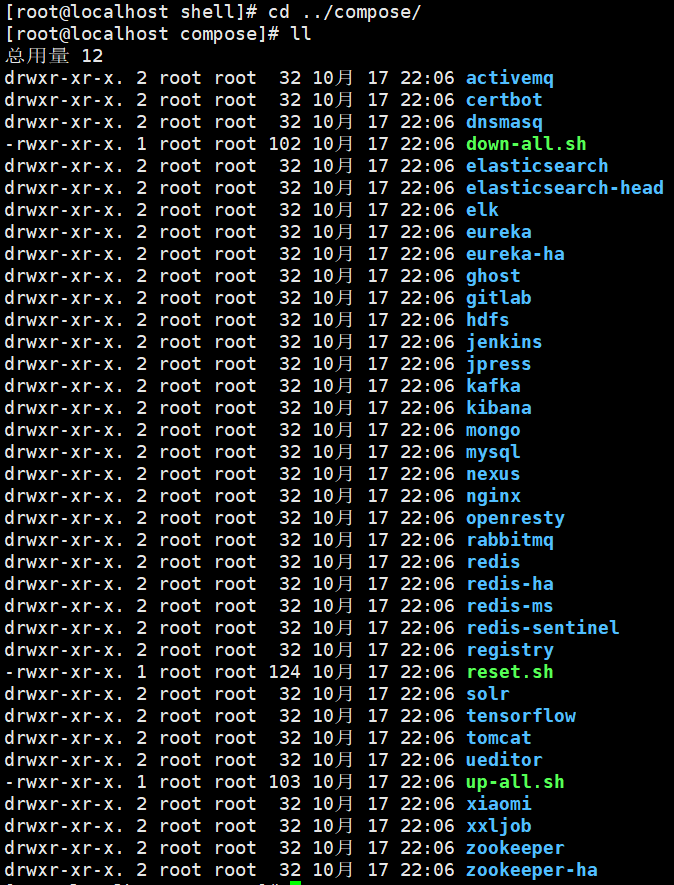 [root@localhost shell]# cd ../compose/
[root@localhost compose]# ll
总用量 12
drwxr-xr-x. 2 root root  32 10月 17 22:06 activemq
drwxr-xr-x. 2 root root  32 10月 17 22:06 certbot
drwxr-xr-x. 2 root root  32 10月 17 22:06 dnsmasq
-rwxr-xr-x. 1 root root 102 10月 17 22:06 down-all.sh
drwxr-xr-x. 2 root root  32 10月 17 22:06 elasticsearch
drwxr-xr-x. 2 root root  32 10月 17 22:06 elasticsearch-head
drwxr-xr-x. 2 root root  32 10月 17 22:06 elk
drwxr-xr-x. 2 root root  32 10月 17 22:06 eureka
drwxr-xr-x. 2 root root  32 10月 17 22:06 eureka-ha
drwxr-xr-x. 2 root root  32 10月 17 22:06 ghost
drwxr-xr-x. 2 root root  32 10月 17 22:06 gitlab
drwxr-xr-x. 2 root root  32 10月 17 22:06 hdfs
drwxr-xr-x. 2 root root  32 10月 17 22:06 jenkins
drwxr-xr-x. 2 root root  32 10月 17 22:06 jpress
drwxr-xr-x. 2 root root  32 10月 17 22:06 kafka
drwxr-xr-x. 2 root root  32 10月 17 22:06 kibana
drwxr-xr-x. 2 root root  32 10月 17 22:06 mongo
drwxr-xr-x. 2 root root  32 10月 17 22:06 mysql
drwxr-xr-x. 2 root root  32 10月 17 22:06 nexus
drwxr-xr-x. 2 root root  32 10月 17 22:06 nginx
drwxr-xr-x. 2 root root  32 10月 17 22:06 openresty
drwxr-xr-x. 2 root root  32 10月 17 22:06 rabbitmq
drwxr-xr-x. 2 root root  32 10月 17 22:06 redis
drwxr-xr-x. 2 root root  32 10月 17 22:06 redis-ha
drwxr-xr-x. 2 root root  32 10月 17 22:06 redis-ms
drwxr-xr-x. 2 root root  32 10月 17 22:06 redis-sentinel
drwxr-xr-x. 2 root root  32 10月 17 22:06 registry
-rwxr-xr-x. 1 root root 124 10月 17 22:06 reset.sh
drwxr-xr-x. 2 root root  32 10月 17 22:06 solr
drwxr-xr-x. 2 root root  32 10月 17 22:06 tensorflow
drwxr-xr-x. 2 root root  32 10月 17 22:06 tomcat
drwxr-xr-x. 2 root root  32 10月 17 22:06 ueditor
-rwxr-xr-x. 1 root root 103 10月 17 22:06 up-all.sh
drwxr-xr-x. 2 root root  32 10月 17 22:06 xiaomi
drwxr-xr-x. 2 root root  32 10月 17 22:06 xxljob
drwxr-xr-x. 2 root root  32 10月 17 22:06 zookeeper
drwxr-xr-x. 2 root root  32 10月 17 22:06 zookeeper-ha